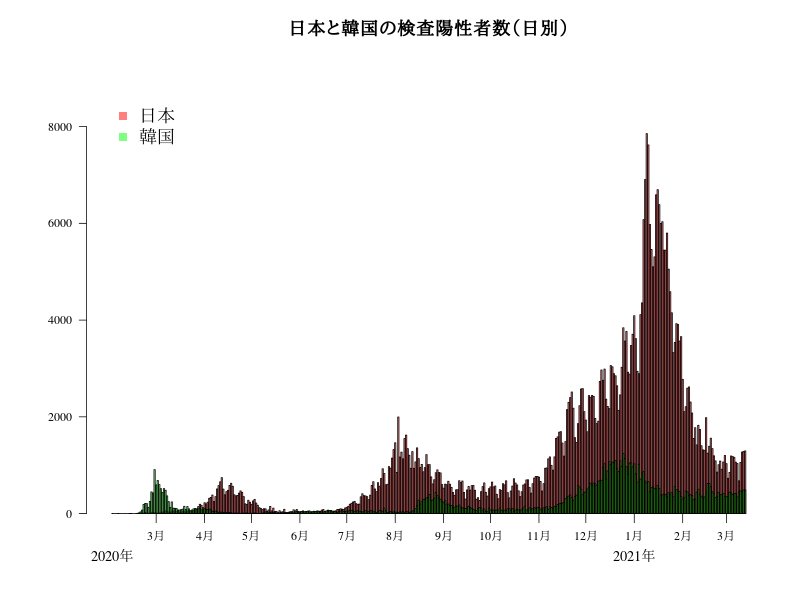 日本と韓国の検査陽性者数（日別）
日本
韓国
8000
6000
4000
2000
0
3月 4月 5月 6月 7月 8月 9月 10月 11月 12月 1月 2月 3月
2020年 2021年